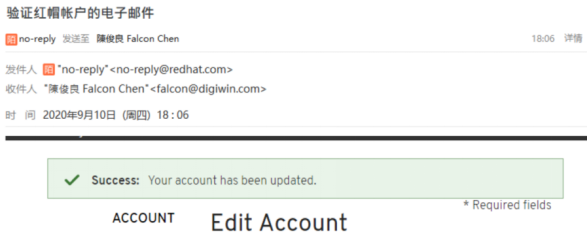 验证红帽帐户的电子邮件
陌 no-reply 发送至 陳俊良 Falcon Chen 18:06 详情
发件人 陌 "no-reply"<no-reply@redhat.com>
收件人 "陳俊良 Falcon Chen"<falcon@digiwin.com>
时 间 2020年9月10日 (周四) 18:06
Success: Your account has been updated.
* Required fields
ACCOUNT Edit Account